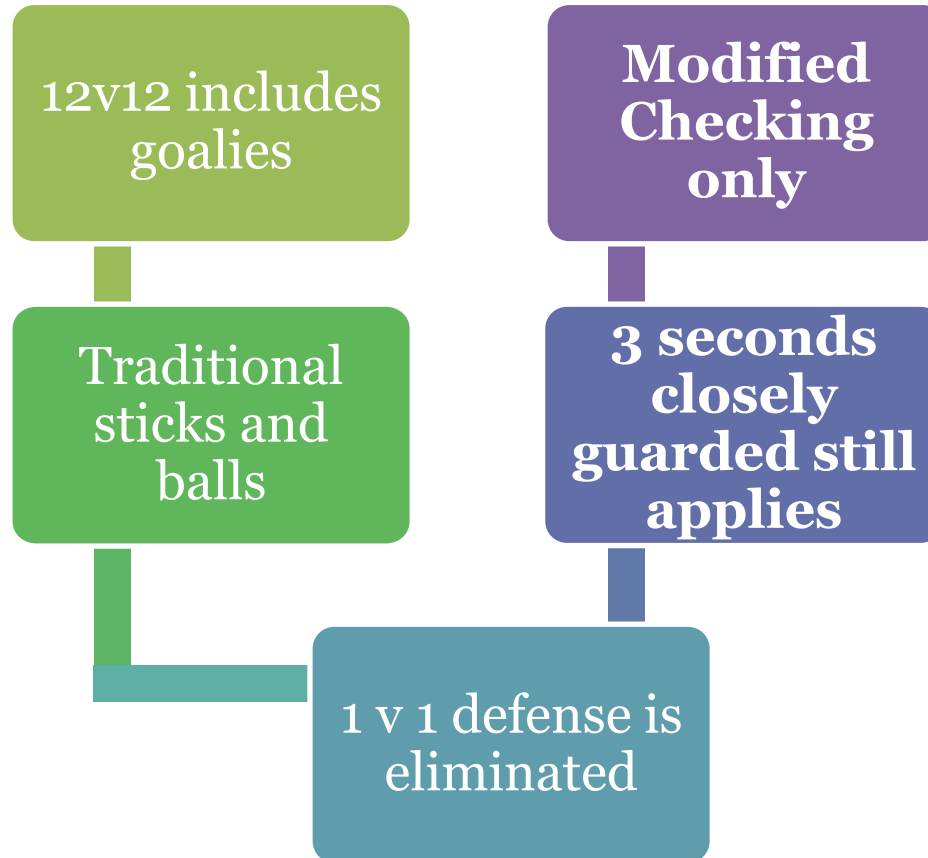 12v12 includes
goalies
Traditional
sticks and
balls
1 v 1 defense is
eliminated
3 seconds
closely
guarded still
applies
Modified
Checking
only